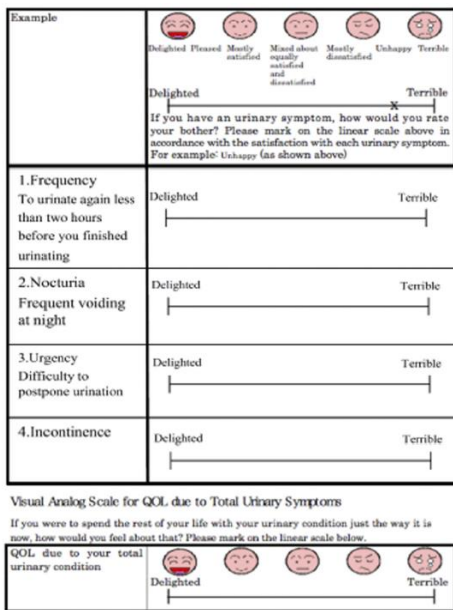 Example
Delighted Pleased Mostly satisfied Mixed about equally satisfied and dissatisfied Mostly dissatisfied Unhappy Terrible
Delighted Terrible
x
If you have an urinary symptom, how would you rate
your bother? Please mark on the linear scale above in
accordance with the satisfaction with each urinary symptom.
For example: Unhappy (as shown above)
1.Frequency
To urinate again less
than two hours
before you finished
urinating
Delighted Terrible
2.Nocturia
Frequent voiding
at night
Delighted Terrible
3.Urgency
Difficulty to
postpone urination
Delighted Terrible
4.Incontinence
Delighted Terrible
Visual Analog Scale for QOL due to Total Urinary Symptoms
If you were to spend the rest of your life with your urinary condition just the way it is
now, how would you feel about that? Please mark on the linear scale below.
QOL due to your total
urinary condition
Delighted Terrible